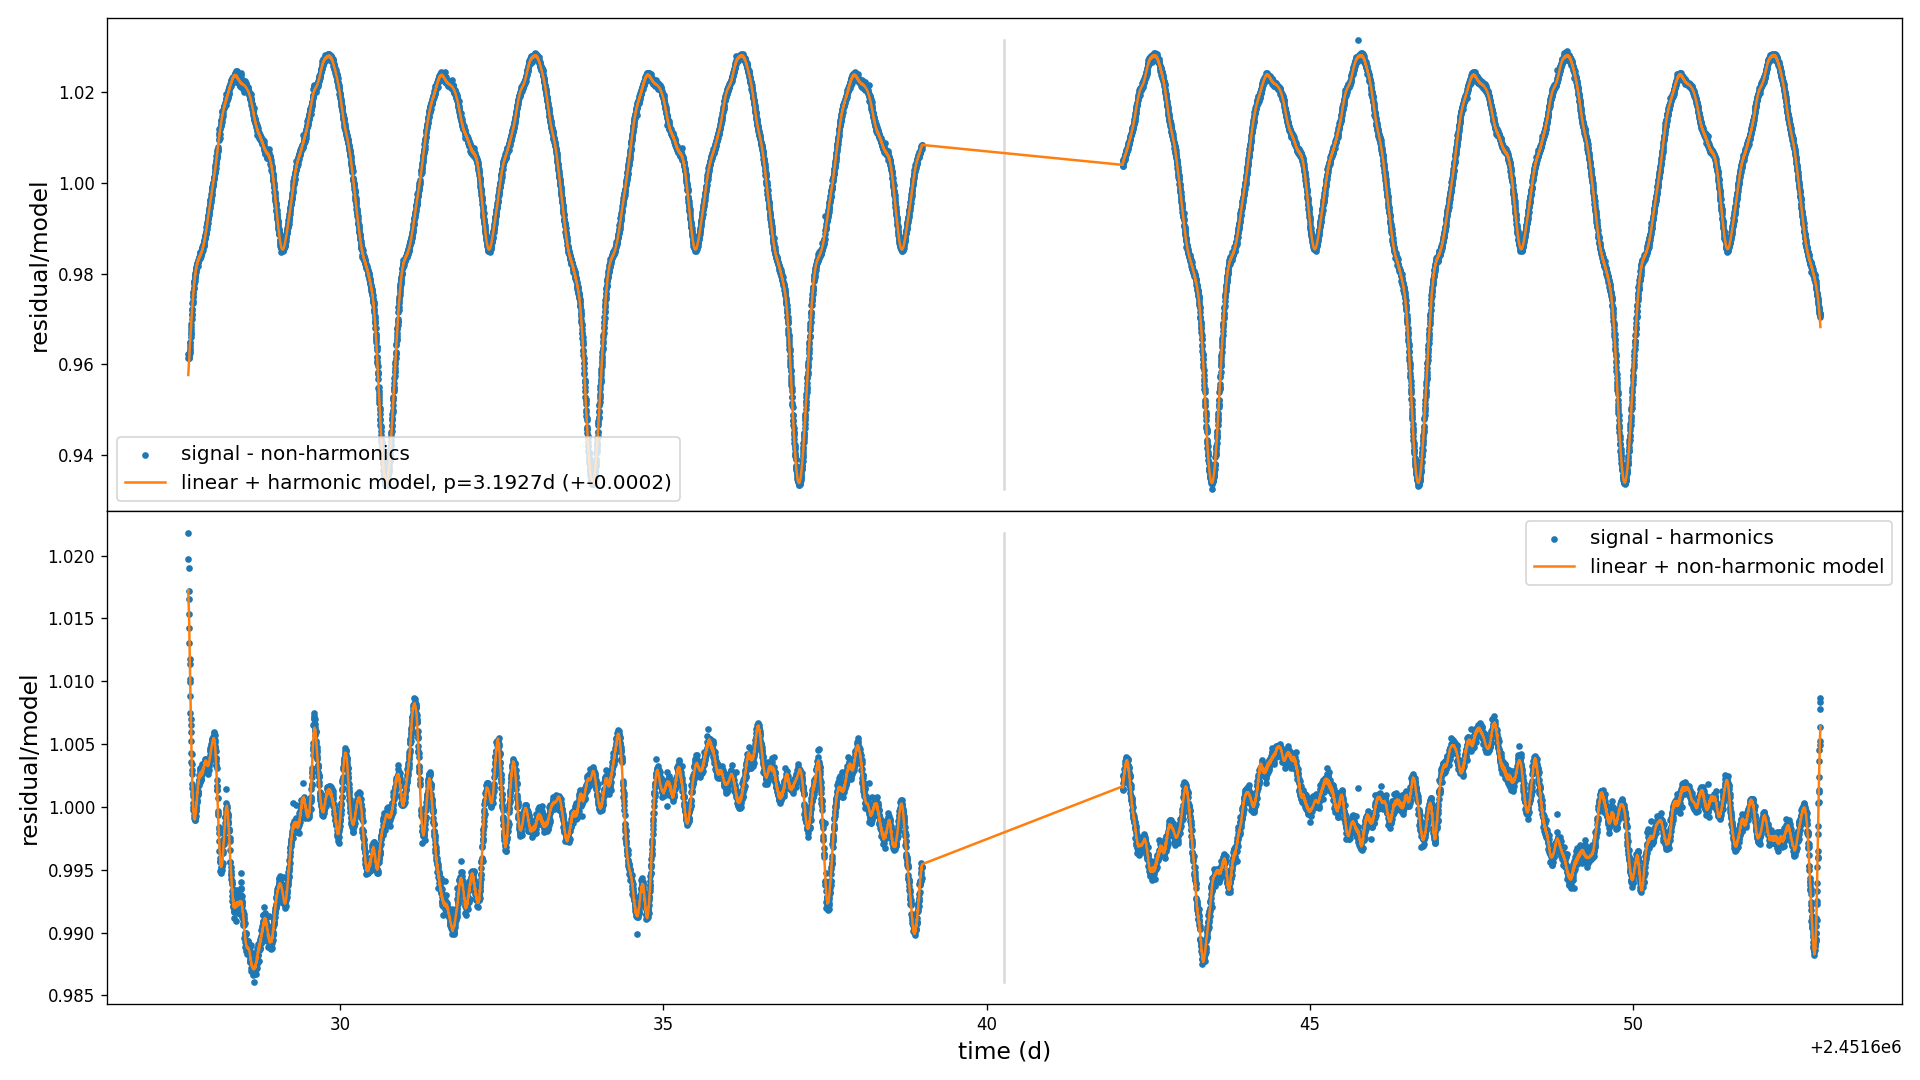 1.02
1.00
0.98
0.96
0.94
residual/model
signal - non-harmonics
linear + harmonic model, p=3.1927d (+-0.0002)
1.020
1.015
1.010
1.005
1.000
0.995
0.990
0.985
residual/model
signal - harmonics
linear + non-harmonic model
30 35 40 45 50
time (d)
+2.4516e6